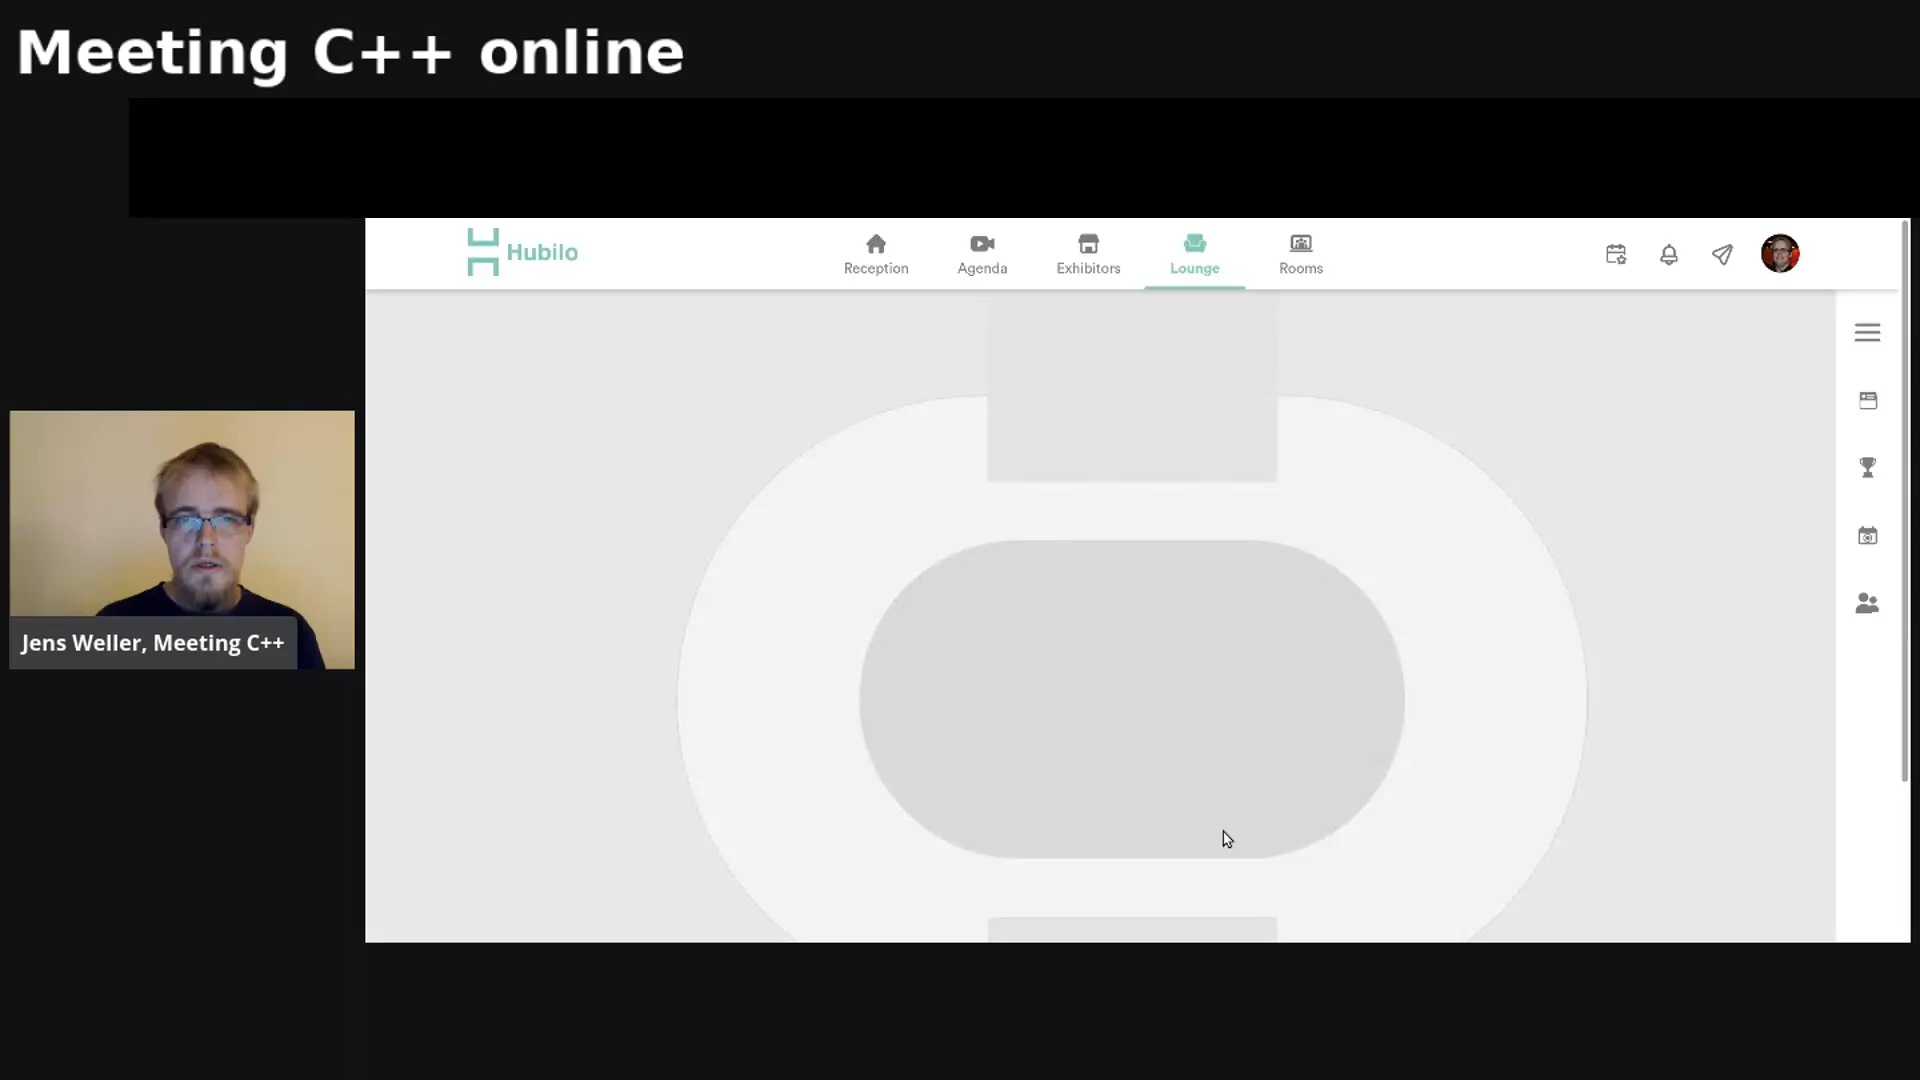 Meeting C++ online
Hubilo
Reception
Agenda
Exhibitors
Lounge
Rooms
Jens Weller, Meeting C++